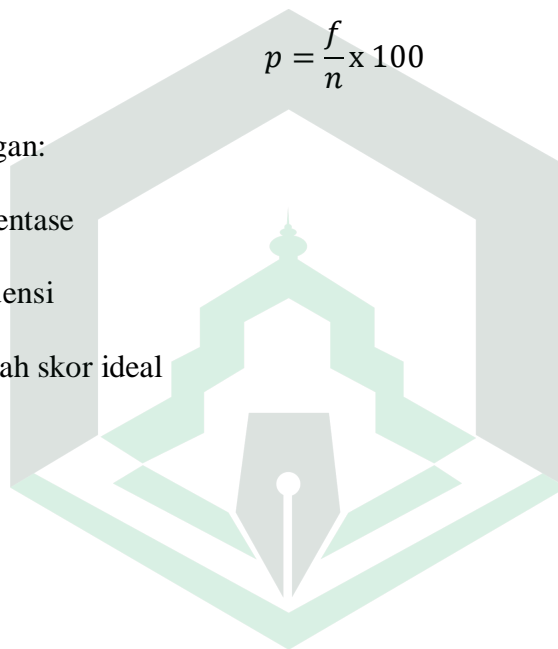 p = f/n x 100
gan:
entase
ensi
ah skor ideal